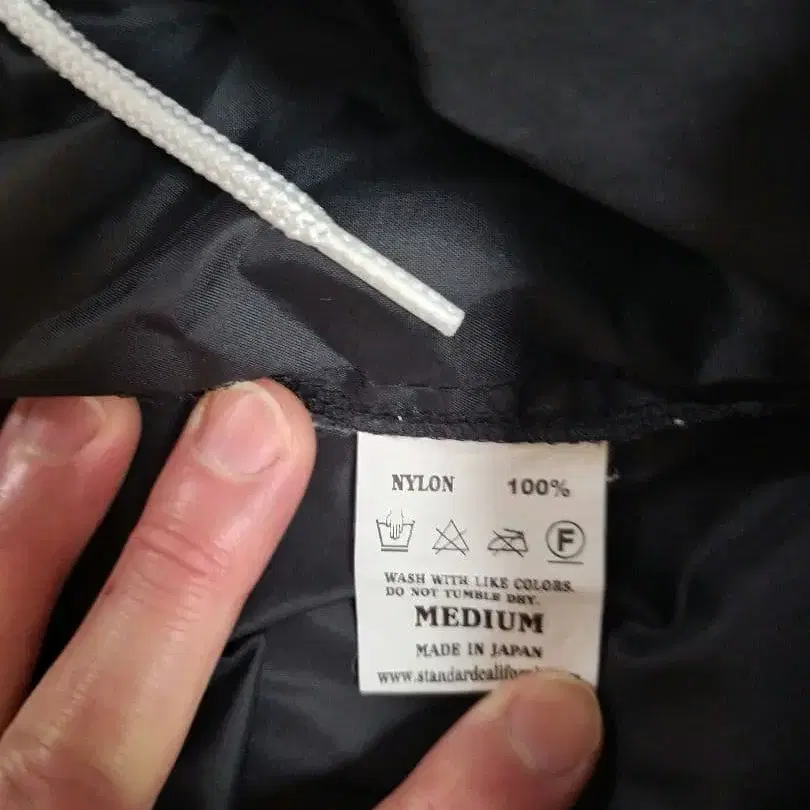 NYLON 100%
F
WASH WITH LIKE COLORS.
DO NOT TUMBLE DRY.
MEDIUM
MADE IN JAPAN